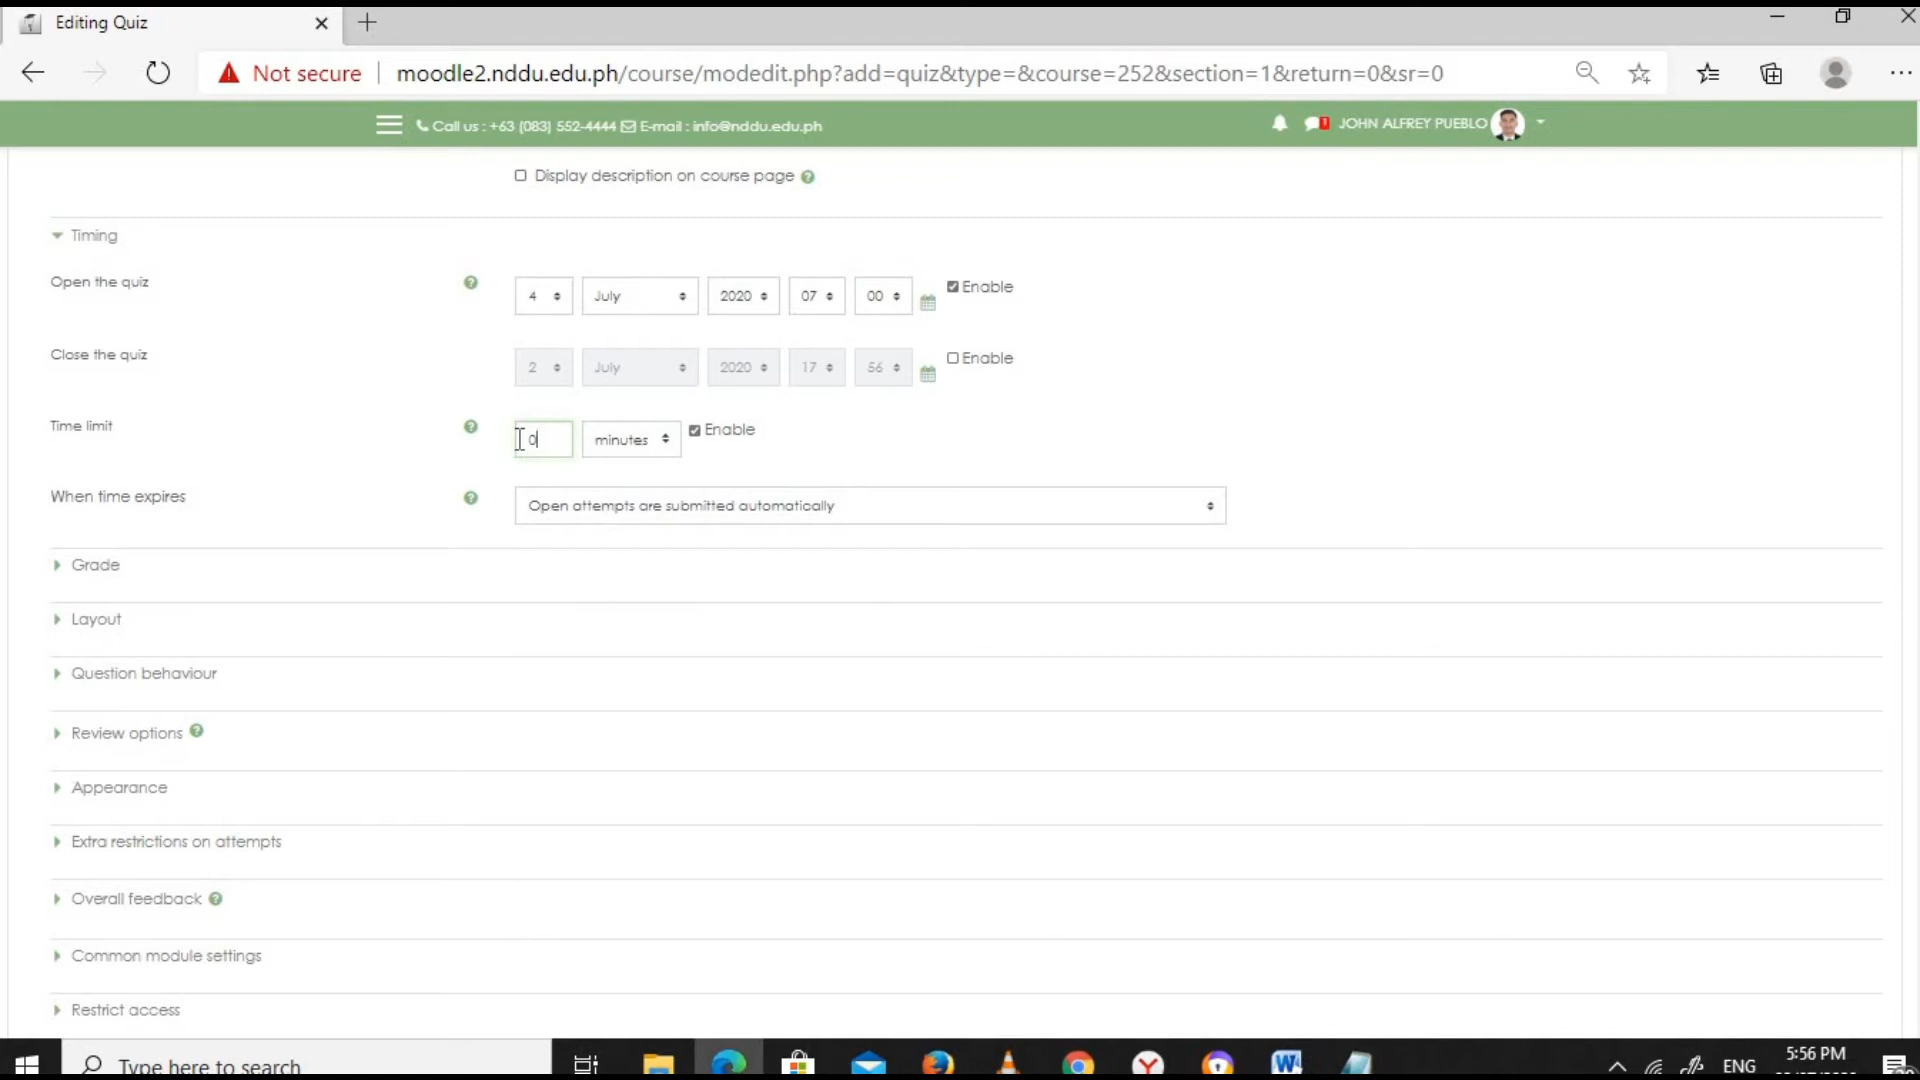 Editing Quiz
Not secure moodle2.nddu.edu.ph/course/modedit.php?add=quiz&type=&course=252&section=1&return=0&sr=0
Call us : +63 (083) 552-4444 E-mail : info@nddu.edu.ph JOHN ALFREY PUEBLO
Display description on course page
Timing
Open the quiz 4 July 2020 07 00 Enable
Close the quiz 2 July 2020 17 56 Enable
Time limit 0 minutes Enable
When time expires Open attempts are submitted automatically
Grade
Layout
Question behaviour
Review options
Appearance
Extra restrictions on attempts
Overall feedback
Common module settings
Restrict access
Type here to search ENG 5:56 PM